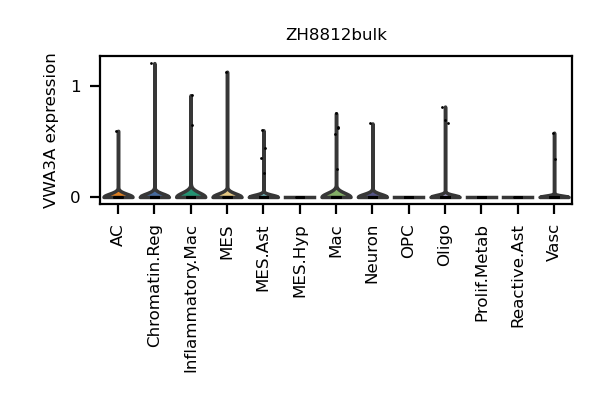 ZH8812bulk
VWA3A expression
1
0
AC
Chromatin.Reg
Inflammatory.Mac
MES
MES.Ast
MES.Hyp
Mac
Neuron
OPC
Oligo
Prolif.Metab
Reactive.Ast
Vasc